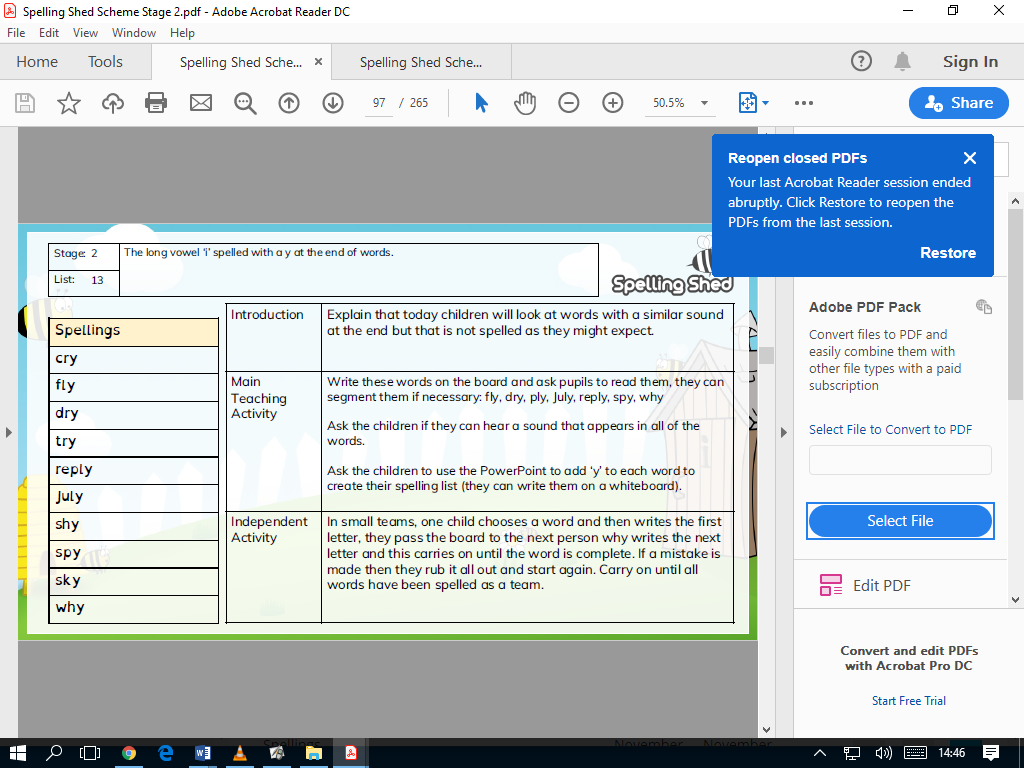 Spelling Shed Scheme Stage 2.pdf - Adobe Acrobat Reader DC
File Edit View Window Help
Home Tools Spelling Shed Sche... × Spelling Shed Sche... Sign In
97 / 265 50.5% Share
Reopen closed PDFs
Your last Acrobat Reader session ended
abruptly. Click Restore to reopen the
PDFs from the last session.
Restore
Stage: 2
List: 13
The long vowel 'i' spelled with a y at the end of words.
Spelling Shed
Spellings
cry
fly
dry
try
reply
July
shy
spy
sky
why
Introduction
Explain that today children will look at words with a similar sound
at the end but that is not spelled as they might expect.
Main
Teaching
Activity
Write these words on the board and ask pupils to read them, they can
segment them if necessary: fly, dry, ply, July, reply, spy, why
Ask the children if they can hear a sound that appears in all of the
words.
Ask the children to use the PowerPoint to add 'y' to each word to
create their spelling list (they can write them on a whiteboard).
Independent
Activity
In small teams, one child chooses a word and then writes the first
letter, they pass the board to the next person why writes the next
letter and this carries on until the word is complete. If a mistake is
made then they rub it all out and start again. Carry on until all
words have been spelled as a team.
Adobe PDF Pack
Convert files to PDF and
easily combine them with
other file types with a paid
subscription
Select File to Convert to PDF
Select File
Edit PDF
Convert and edit PDFs
with Acrobat Pro DC
Start Free Trial
14:46